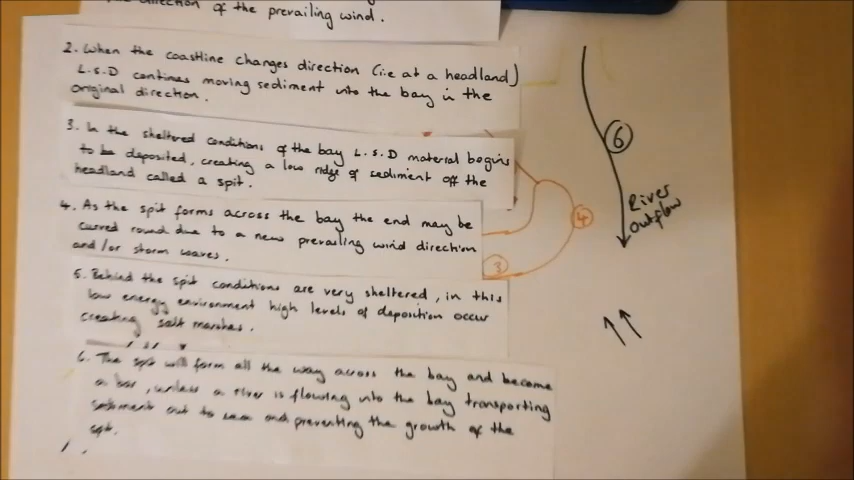 direction of the prevailing wind.
2. When the coastline changes direction (i.e at a headland)
L.S.D contines moving sediment into the bay in the
original direction.
3. In the sheltered conditions of the bay L.S.D material begins
to be deposited, creating a low ridge of sediment off the
headland called a spit.
4. As the spit forms across the bay the end may be
curved round due to a new prevailing wind direction
and/or storm waves.
5. Behind the spit conditions are very sheltered, in this
low energy environment high levels of deposition occur
creating salt marshes.
6. The spit will form all the way across the bay and become
a bar, unless a river is flowing into the bay transporting
sediment out to sea and preventing the growth of the
spit.
6
River
outflow
4
3